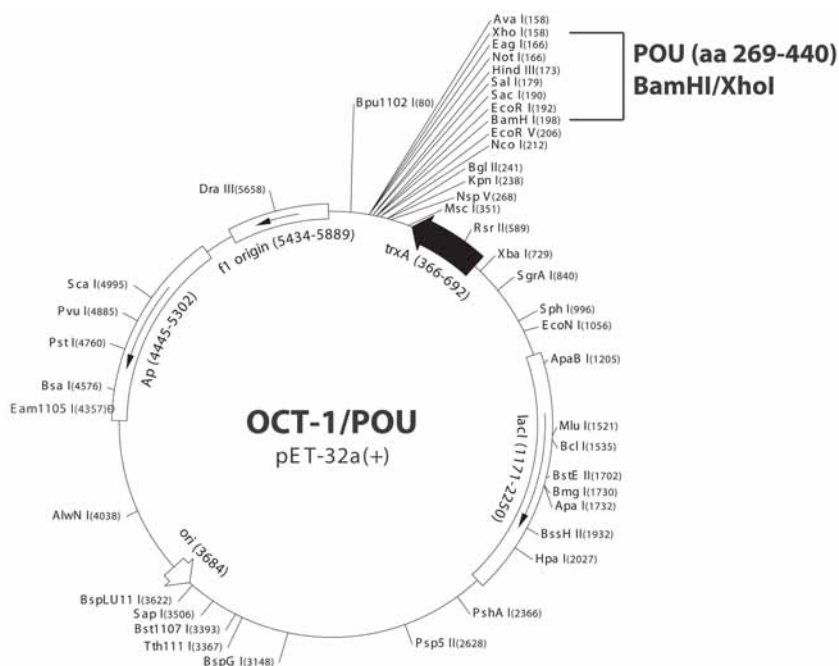 Ava I(158)
Xho I(158)
Eag I(166)
Not I(166)
Hind III(173)
Sal I(179)
Sac I(190)
EcoR I(192)
BamH I(198)
EcoR V(206)
Nco I(212)
POU (aa 269-440)
BamHI/XhoI
Bpu1102 I(80)
Bgl II(241)
Kpn I(238)
Nsp V(268)
Msc I(351)
Rsr II(589)
Xba I(729)
SgrA I(840)
Sph I(996)
EcoN I(1056)
ApaB I(1205)
Mlu I(1521)
Bcl I(1535)
BstE II(1702)
Bmg I(1730)
Apa I(1732)
BssH II(1932)
Hpa I(2027)
PshA I(2366)
Psp5 II(2628)
BspG I(3148)
Tth111 I(3367)
Bst1107 I(3393)
Sap I(3506)
BspLU11 I(3622)
AlwN I(4038)
Eam1105 I(4357)Đ
Bsa I(4576)
Pst I(4760)
Pvu I(4885)
Sca I(4995)
Dra III(5658)
f1 origin (5434-5889)
trxA (366-692)
Ap (4445-5302)
lacI (1171-2250)
ori (3684)
OCT-1/POU
pET-32a(+)